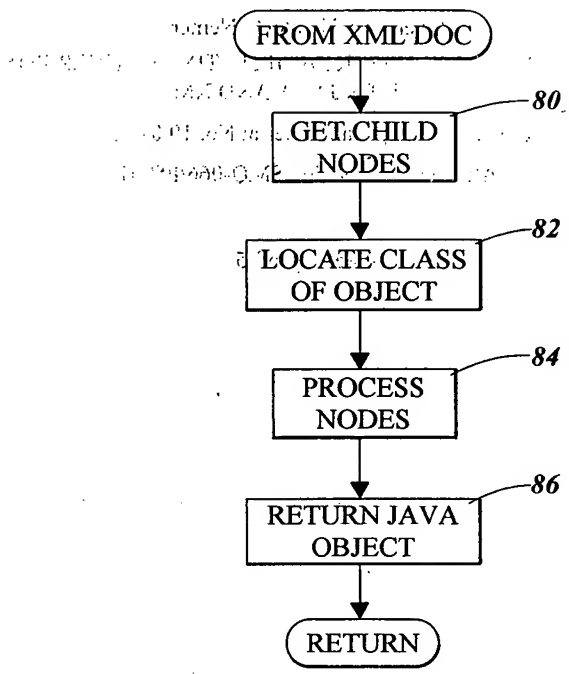 FROM XML DOC
80
GET CHILD
NODES
82
LOCATE CLASS
OF OBJECT
84
PROCESS
NODES
86
RETURN JAVA
OBJECT
RETURN